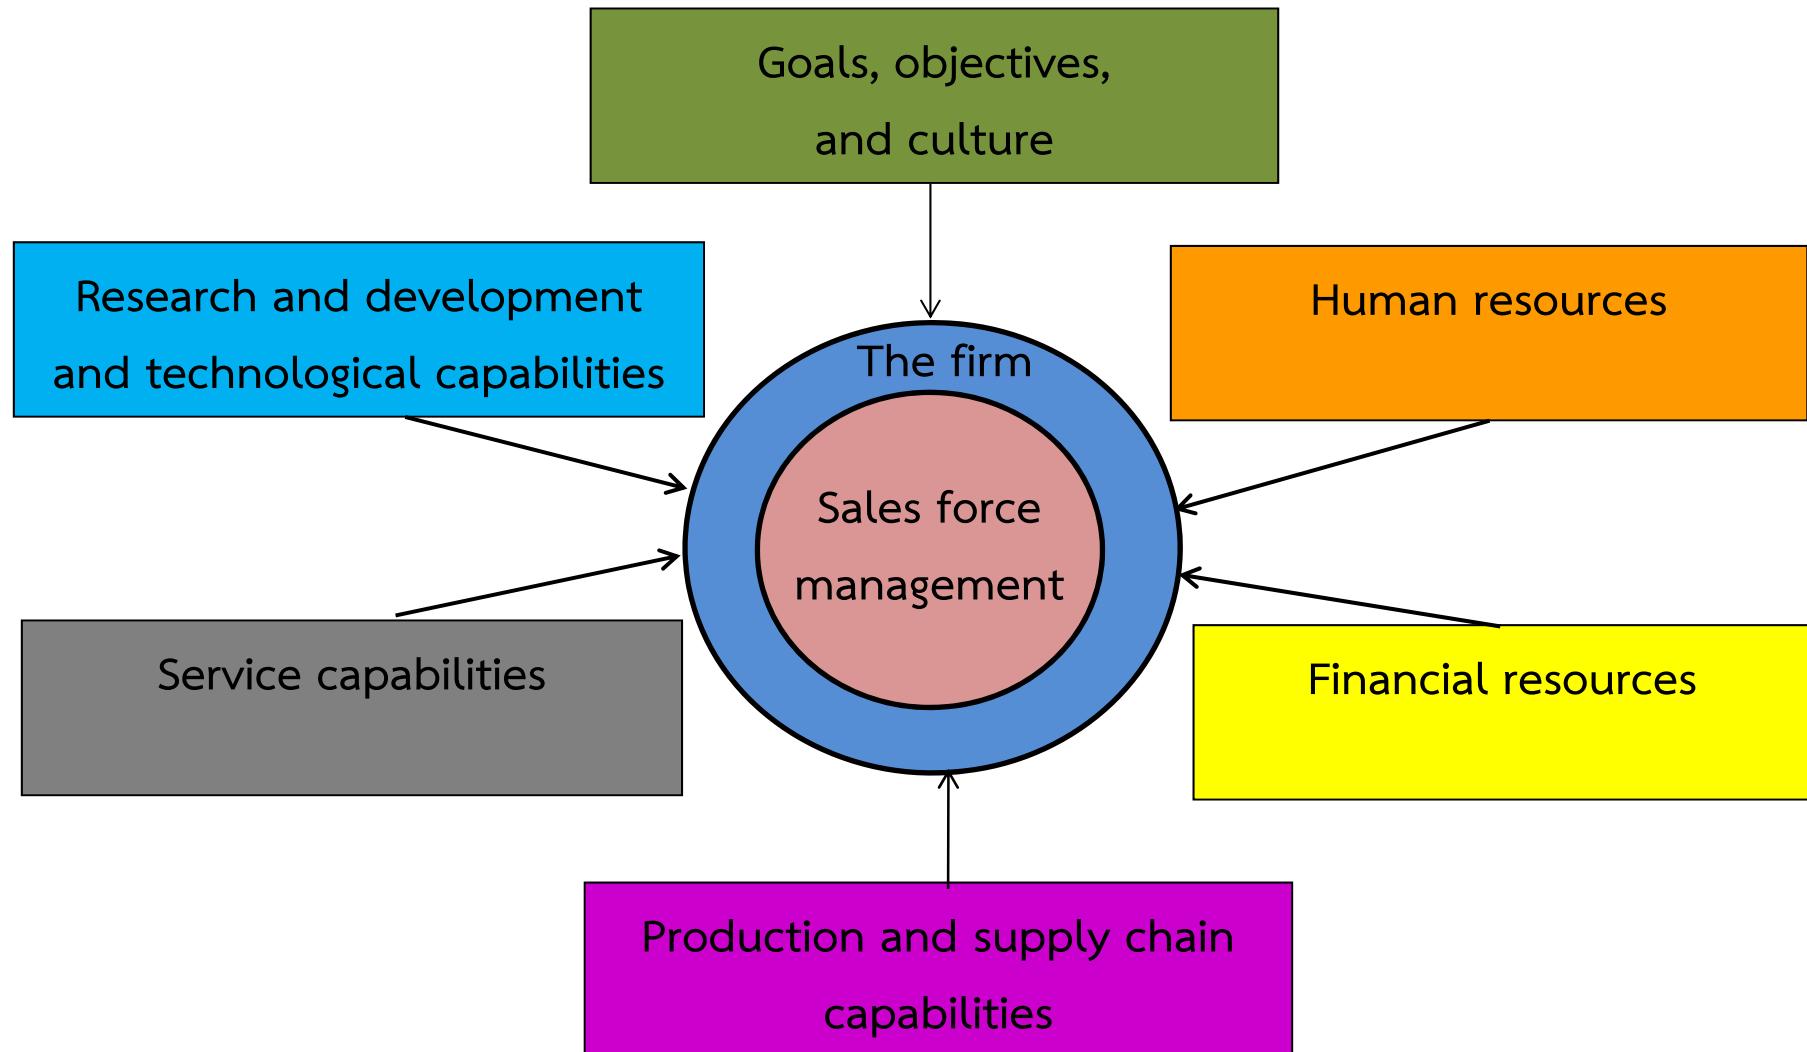 Goals, objectives,
and culture
Research and development
and technological capabilities
Human resources
The firm
Sales force
management
Service capabilities
Financial resources
Production and supply chain
capabilities